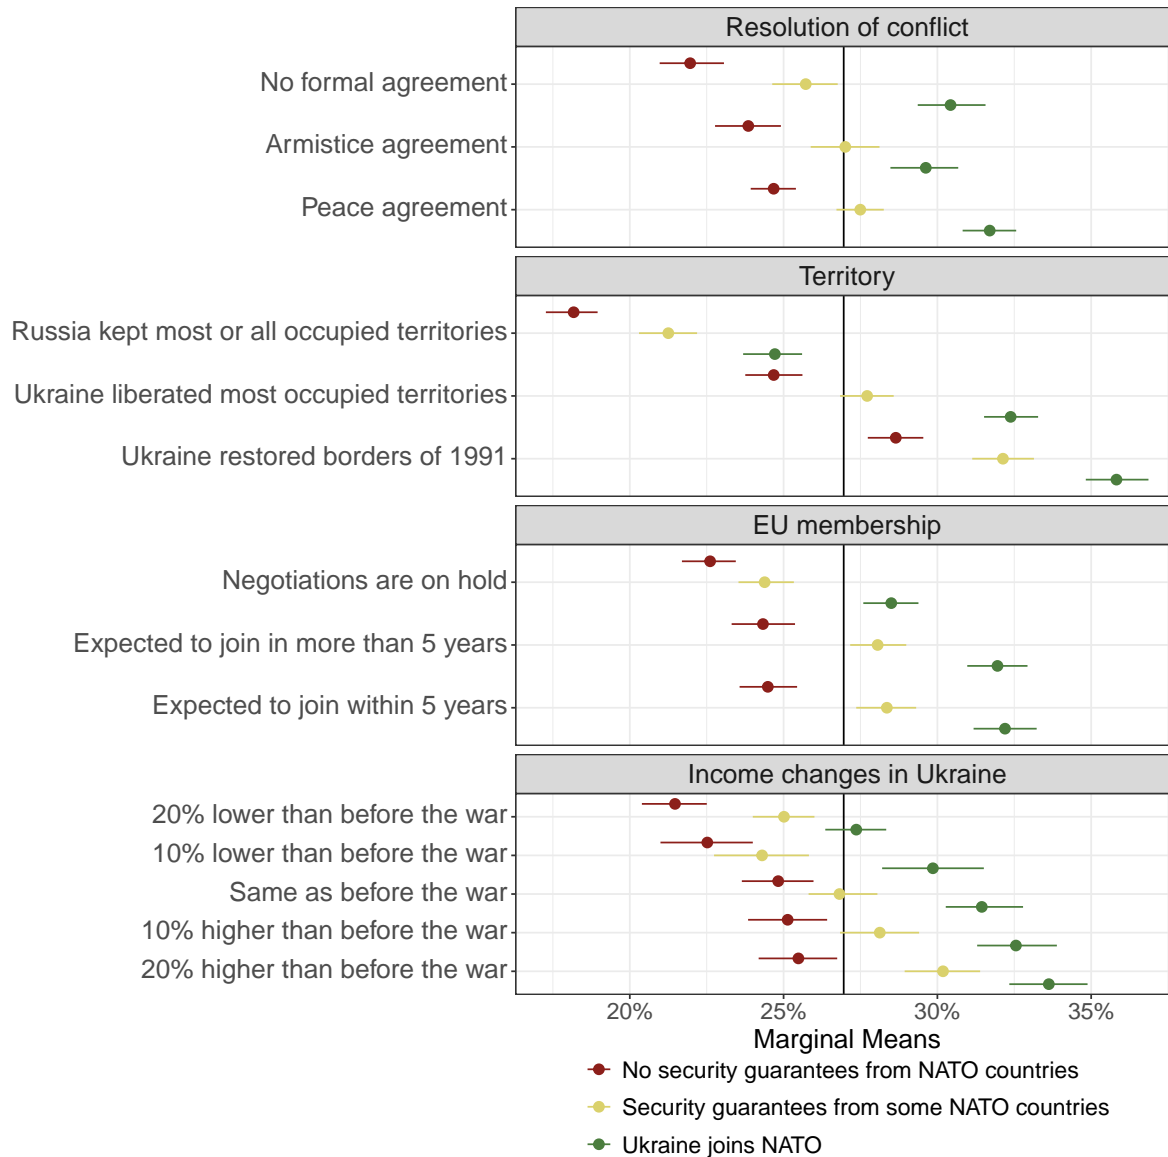 Resolution of conflict
No formal agreement
Armistice agreement
Peace agreement
Territory
Russia kept most or all occupied territories
Ukraine liberated most occupied territories
Ukraine restored borders of 1991
EU membership
Negotiations are on hold
Expected to join in more than 5 years
Expected to join within 5 years
Income changes in Ukraine
20% lower than before the war
10% lower than before the war
Same as before the war
10% higher than before the war
20% higher than before the war
20% 25% 30% 35%
Marginal Means
No security guarantees from NATO countries
Security guarantees from some NATO countries
Ukraine joins NATO